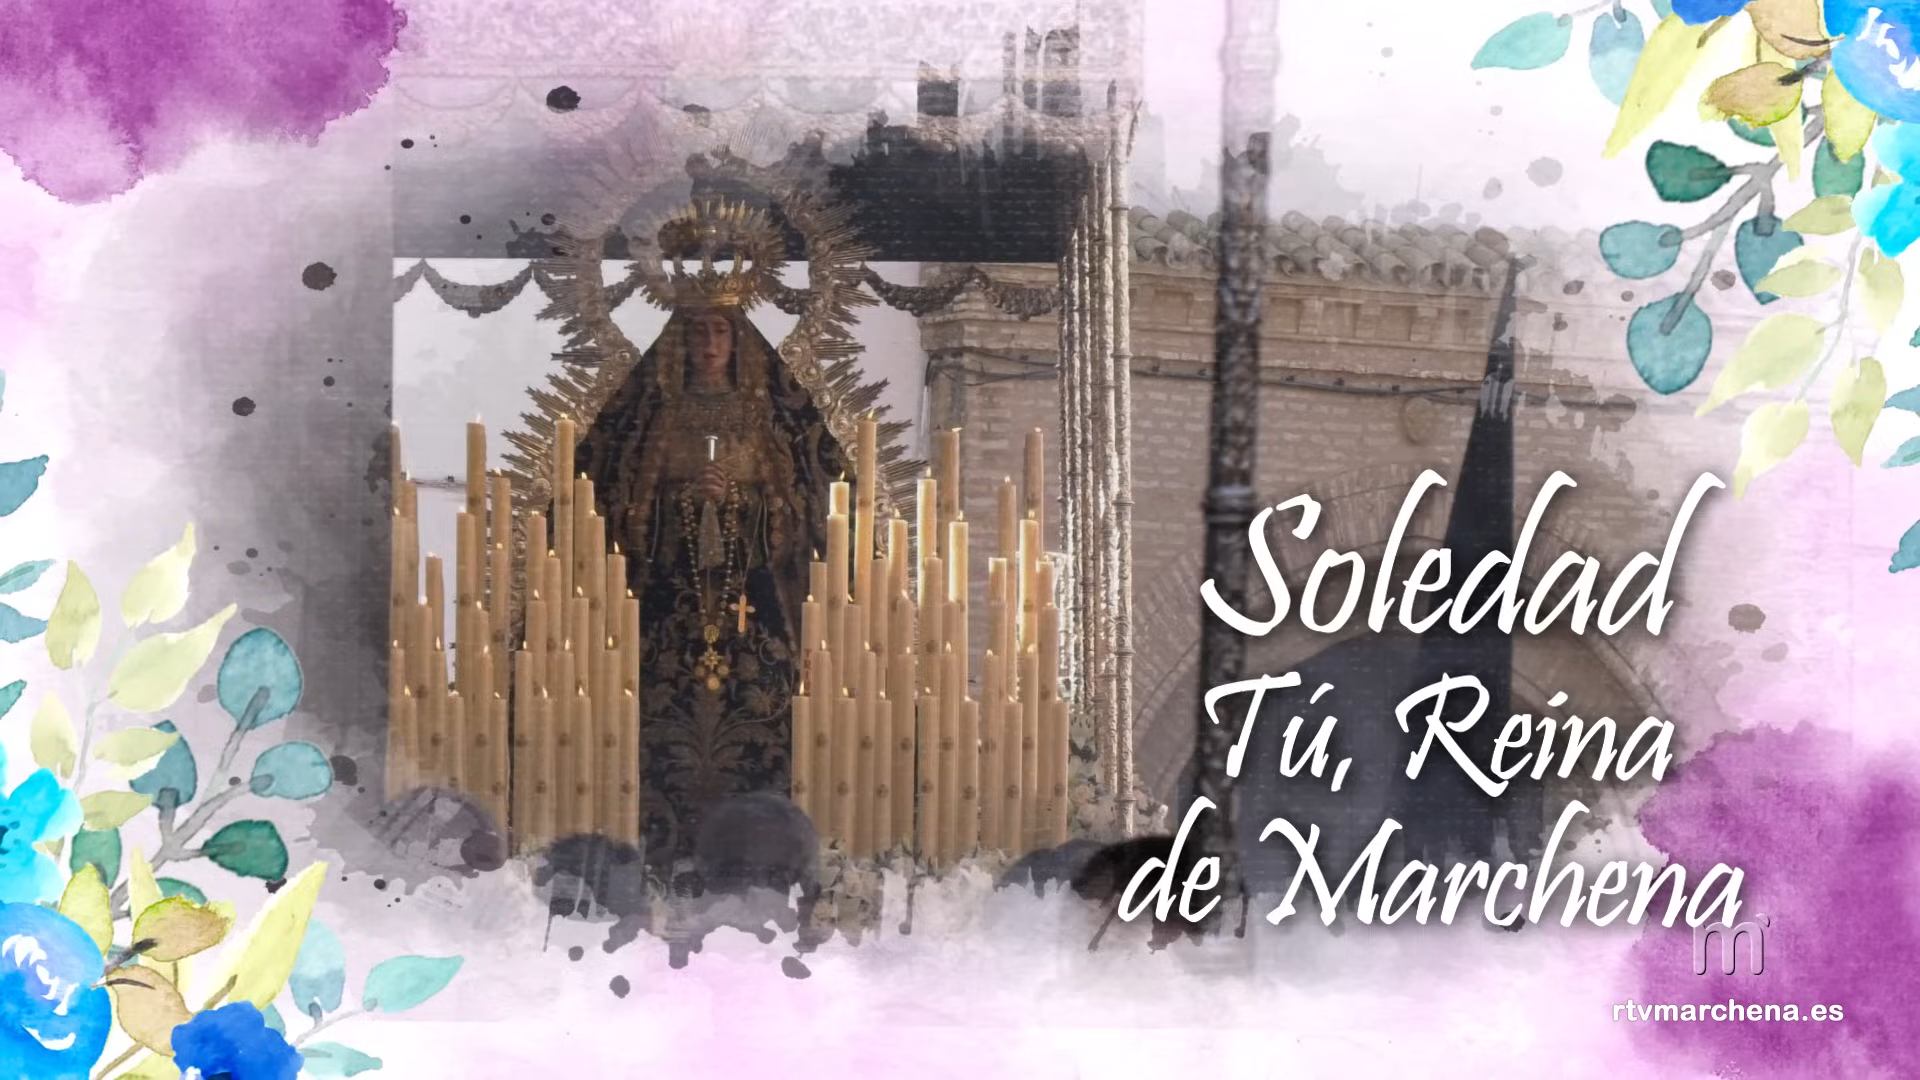 Soledad
Tú, Reina
de Marchena
m
rtvmarchena.es